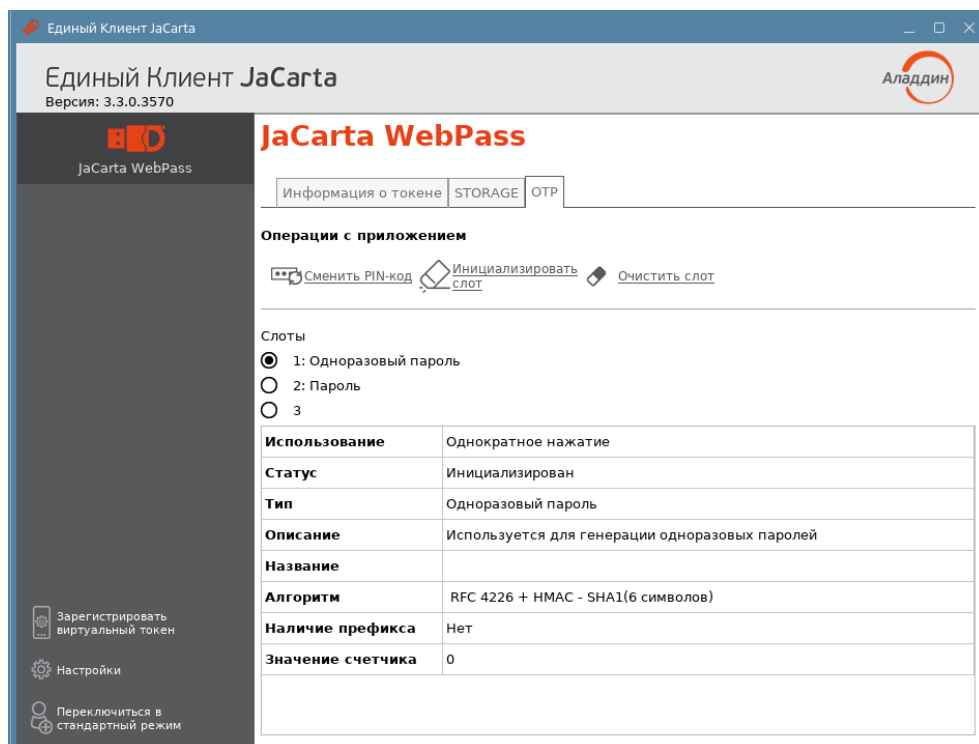 Единый Клиент JaCarta
Единый Клиент JaCarta
Версия: 3.3.0.3570
Аладдин
JaCarta WebPass
JaCarta WebPass
Информация о токене STORAGE OTP
Операции с приложением
Сменить PIN-код
Инициализировать
слот
Очистить слот
Слоты
1: Одноразовый пароль
2: Пароль
3
Использование Однократное нажатие
Статус Инициализирован
Тип Одноразовый пароль
Описание Используется для генерации одноразовых паролей
Название
Алгоритм RFC 4226 + HMAC - SHA1(6 символов)
Наличие префикса Нет
Значение счетчика 0
Зарегистрировать
виртуальный токен
Настройки
Переключиться в
стандартный режим